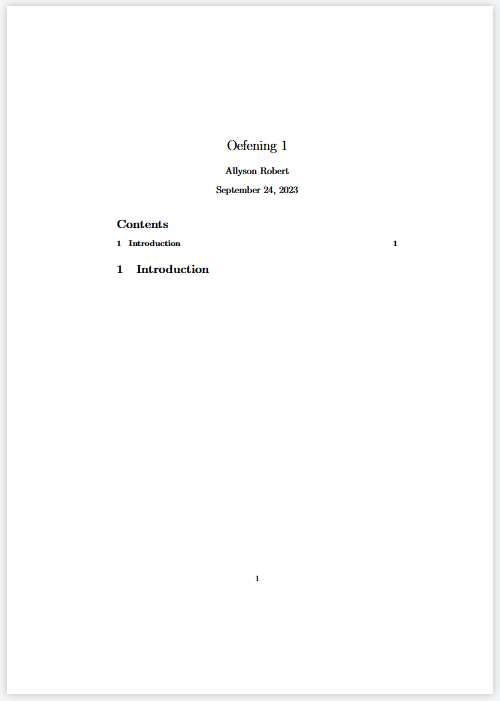 Oefening 1
Allyson Robert
September 24, 2023
Contents
1 Introduction 1
1 Introduction
1